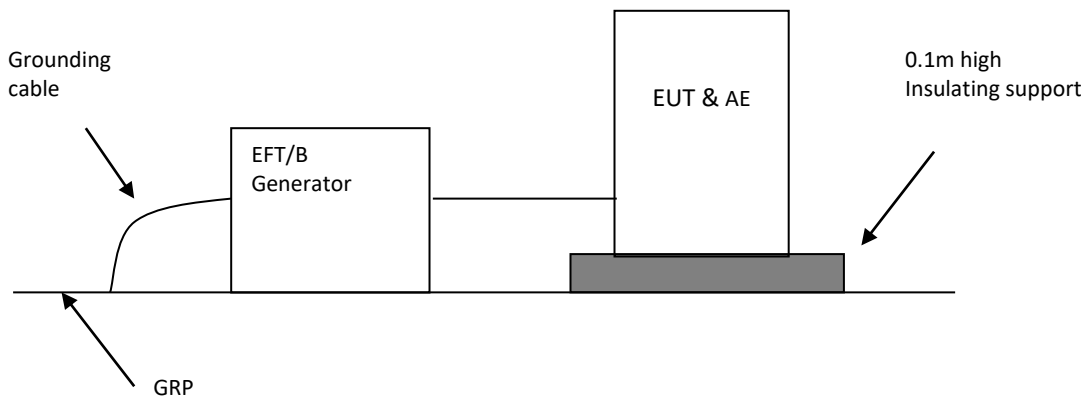 Grounding
cable
EFT/B
Generator
EUT & AE
0.1m high
Insulating support
GRP